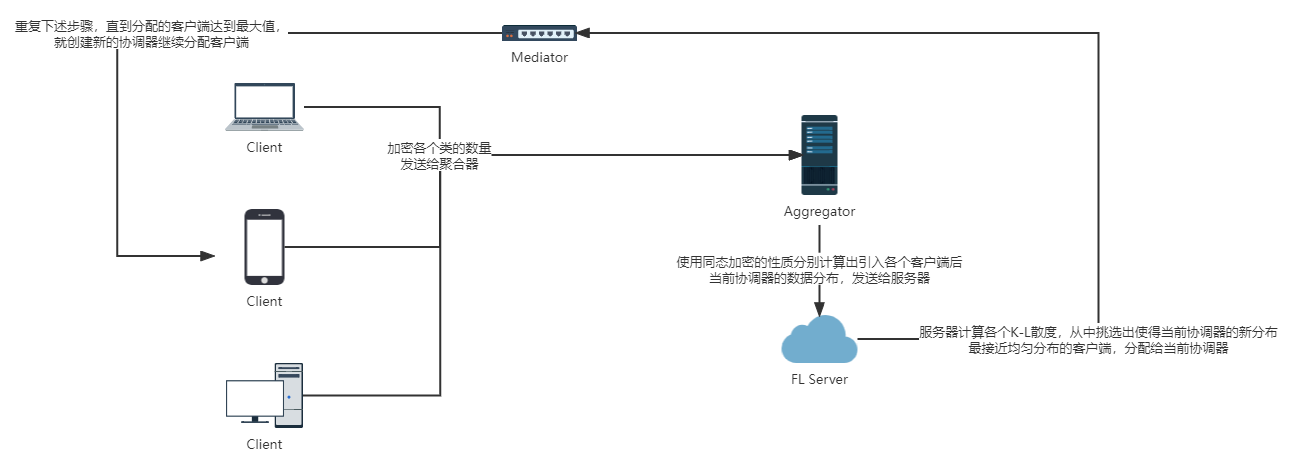 重复下述步骤，直到分配的客户端达到最大值，
就创建新的协调器继续分配客户端
Mediator
Client
加密各个类的数量
发送给聚合器
Aggregator
使用同态加密的性质分别计算出引入各个客户端后
当前协调器的数据分布，发送给服务器
Client
服务器计算各个K-L散度，从中挑选出使得当前协调器的新分布
最接近均匀分布的客户端，分配给当前协调器
FL Server
Client